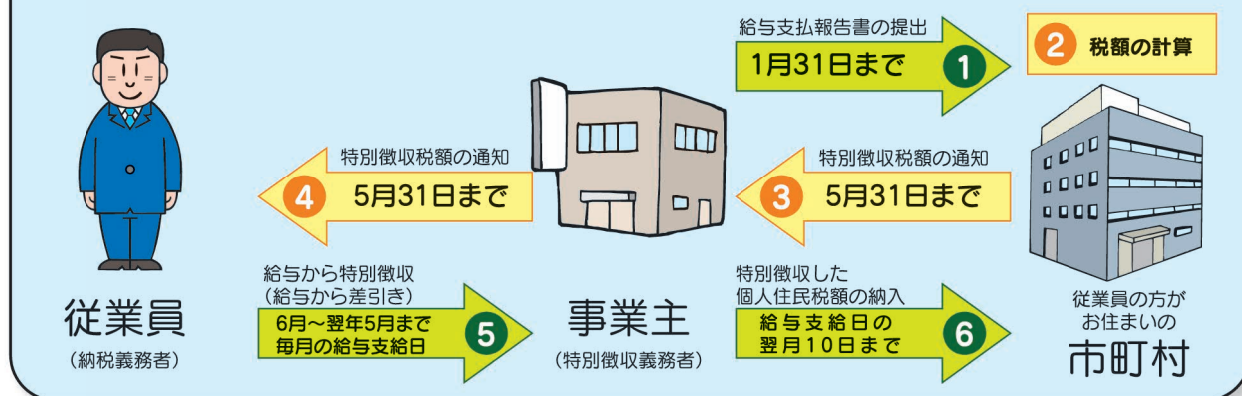 給与支払報告書の提出
1月31日まで
1
2
税額の計算
特別徴収税額の通知
4
5月31日まで
特別徴収税額の通知
3
5月31日まで
給与から特別徴収
(給与から差引き)
6月～翌年5月まで
毎月の給与支給日
5
特別徴収した
個人住民税額の納入
給与支給日の
翌月10日まで
6
従業員
(納税義務者)
事業主
(特別徴収義務者)
従業員の方が
お住まいの
市町村